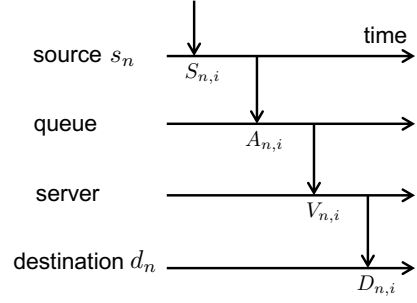 time
source $s_n$
$S_{n,i}$
queue
$A_{n,i}$
server
$V_{n,i}$
destination $d_n$
$D_{n,i}$